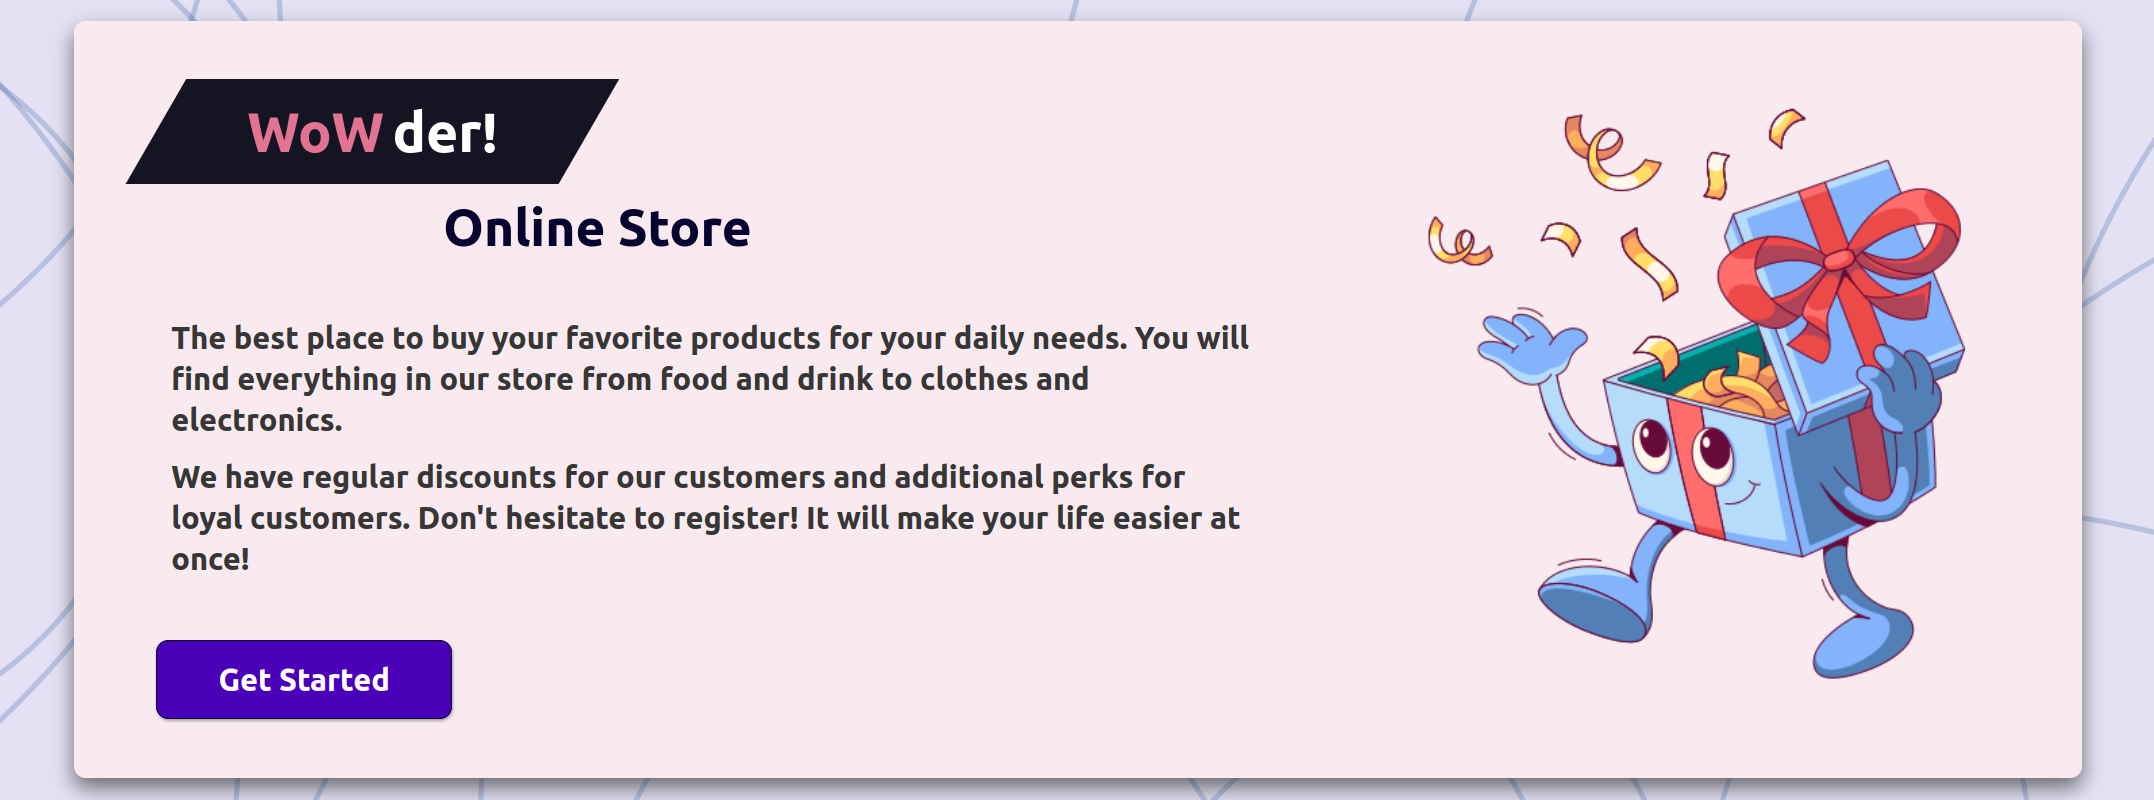 WoW der!
Online Store
The best place to buy your favorite products for your daily needs. You will
find everything in our store from food and drink to clothes and
electronics.
We have regular discounts for our customers and additional perks for
loyal customers. Don't hesitate to register! It will make your life easier at
once!
Get Started